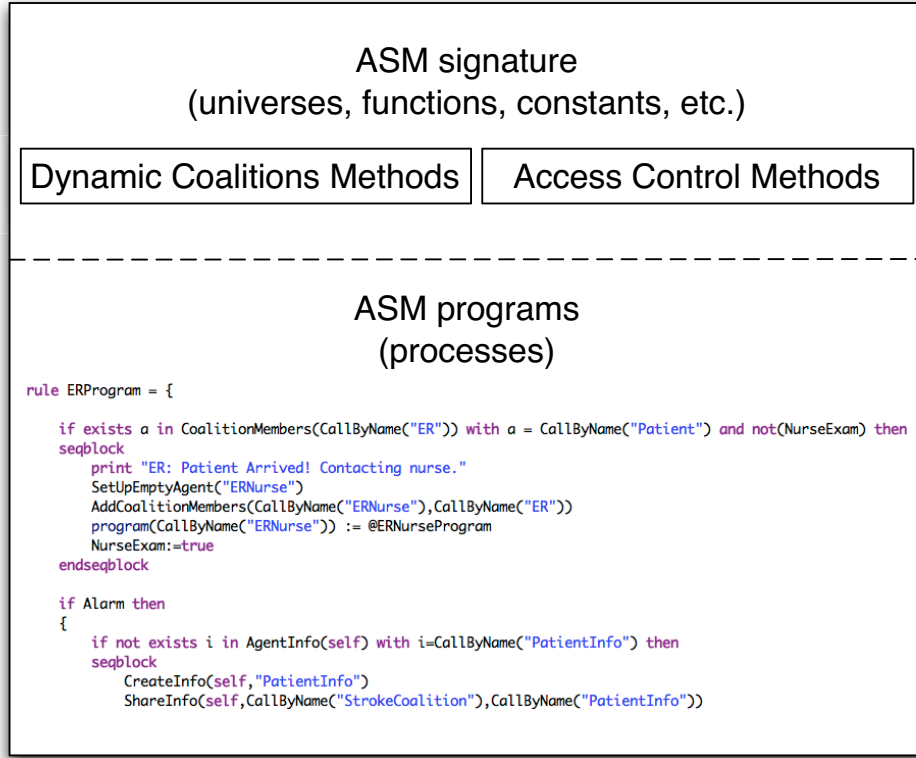 ASM signature
(universes, functions, constants, etc.)
Dynamic Coalitions Methods
Access Control Methods
ASM programs
(processes)
rule ERProgram = {
if exists a in CoalitionMembers(CallByName("ER")) with a = CallByName("Patient") and not(NurseExam) then
seqblock
print "ER: Patient Arrived! Contacting nurse."
SetUpEmptyAgent("ERNurse")
AddCoalitionMembers(CallByName("ERNurse"),CallByName("ER"))
program(CallByName("ERNurse")) := @ERNurseProgram
NurseExam:=true
endseqblock
if Alarm then
{
if not exists i in AgentInfo(self) with i=CallByName("PatientInfo") then
seqblock
CreateInfo(self,"PatientInfo")
ShareInfo(self,CallByName("StrokeCoalition"),CallByName("PatientInfo"))